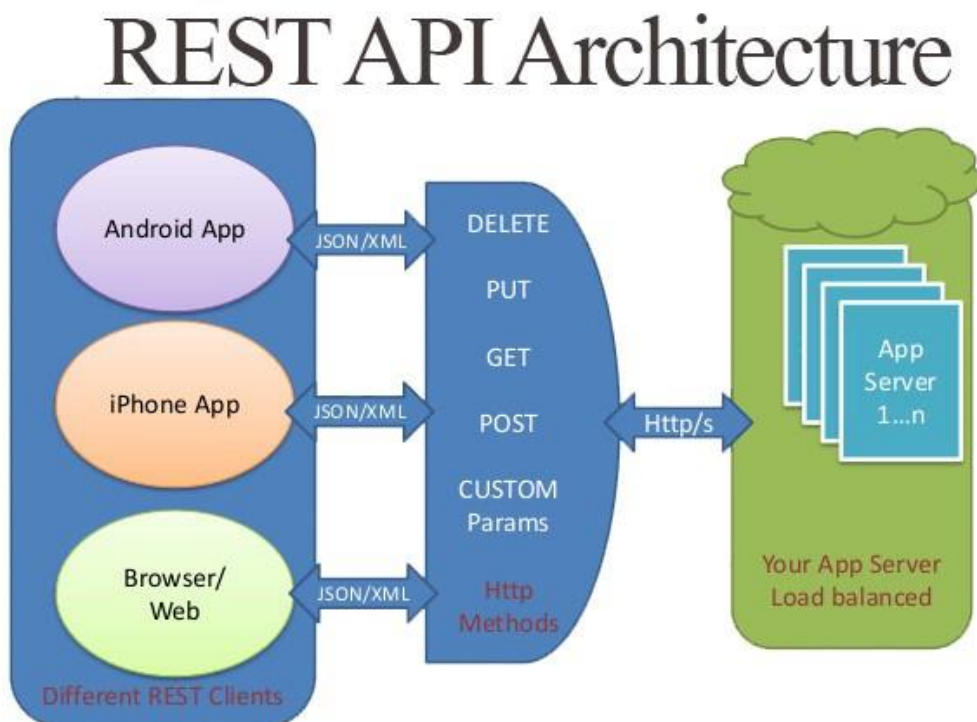 REST API Architecture
Android App
iPhone App
Browser/
Web
Different REST Clients
JSON/XML
JSON/XML
JSON/XML
DELETE
PUT
GET
POST
CUSTOM
Params
Http
Methods
Http/s
App
Server
1...n
Your App Server
Load balanced